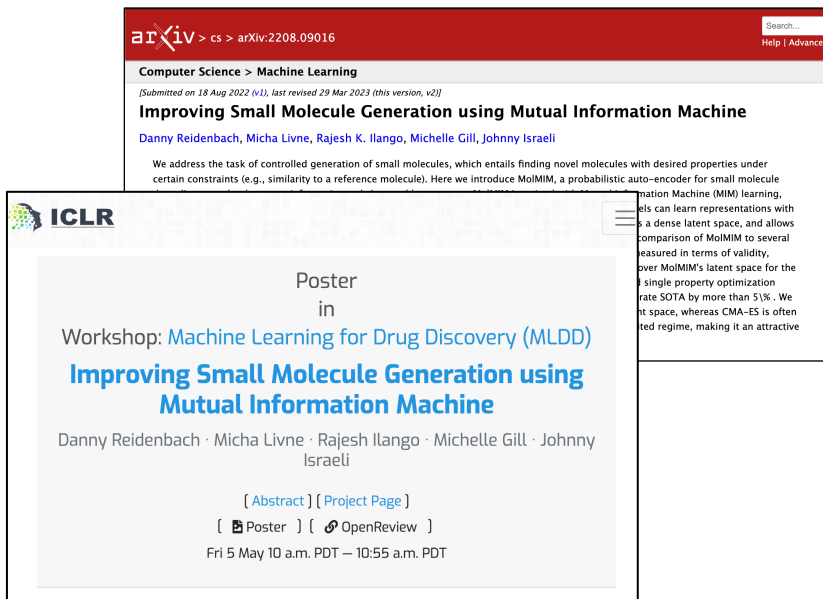 arXiv > cs > arXiv:2208.09016
Search...
Help | Advance
Computer Science > Machine Learning
[Submitted on 18 Aug 2022 (v1), last revised 29 Mar 2023 (this version, v2)]
Improving Small Molecule Generation using Mutual Information Machine
Danny Reidenbach, Micha Livne, Rajesh K. Ilango, Michelle Gill, Johnny Israeli
We address the task of controlled generation of small molecules, which entails finding novel molecules with desired properties under
certain constraints (e.g., similarity to a reference molecule). Here we introduce MolMIM, a probabilistic auto-encoder for small molecule
mation Machine (MIM) learning,
els can learn representations with
s a dense latent space, and allows
comparison of MolMIM to several
measured in terms of validity,
over MolMIM's latent space for the
single property optimization
rate SOTA by more than 5\% . We
nt space, whereas CMA-ES is often
ted regime, making it an attractive
ICLR
Poster
in
Workshop: Machine Learning for Drug Discovery (MLDD)
Improving Small Molecule Generation using
Mutual Information Machine
Danny Reidenbach · Micha Livne · Rajesh Ilango · Michelle Gill · Johnny
Israeli
[ Abstract ] [ Project Page ]
[ Poster ] [ OpenReview ]
Fri 5 May 10 a.m. PDT — 10:55 a.m. PDT